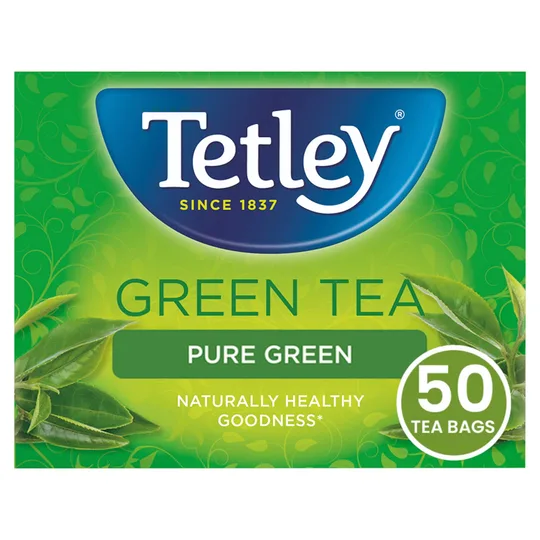 Tetley®
SINCE 1837
GREEN TEA
PURE GREEN
NATURALLY HEALTHY
GOODNESS*
50
TEA BAGS